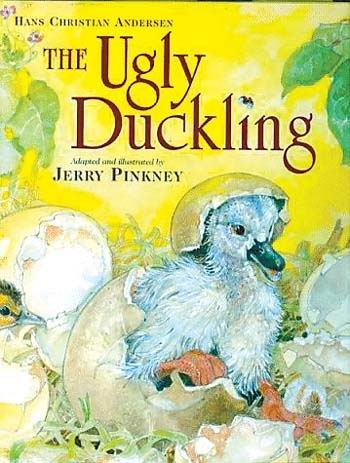 HANS CHRISTIAN ANDERSEN
THE Ugly
Duckling
Adapted and illustrated by
JERRY PINKNEY